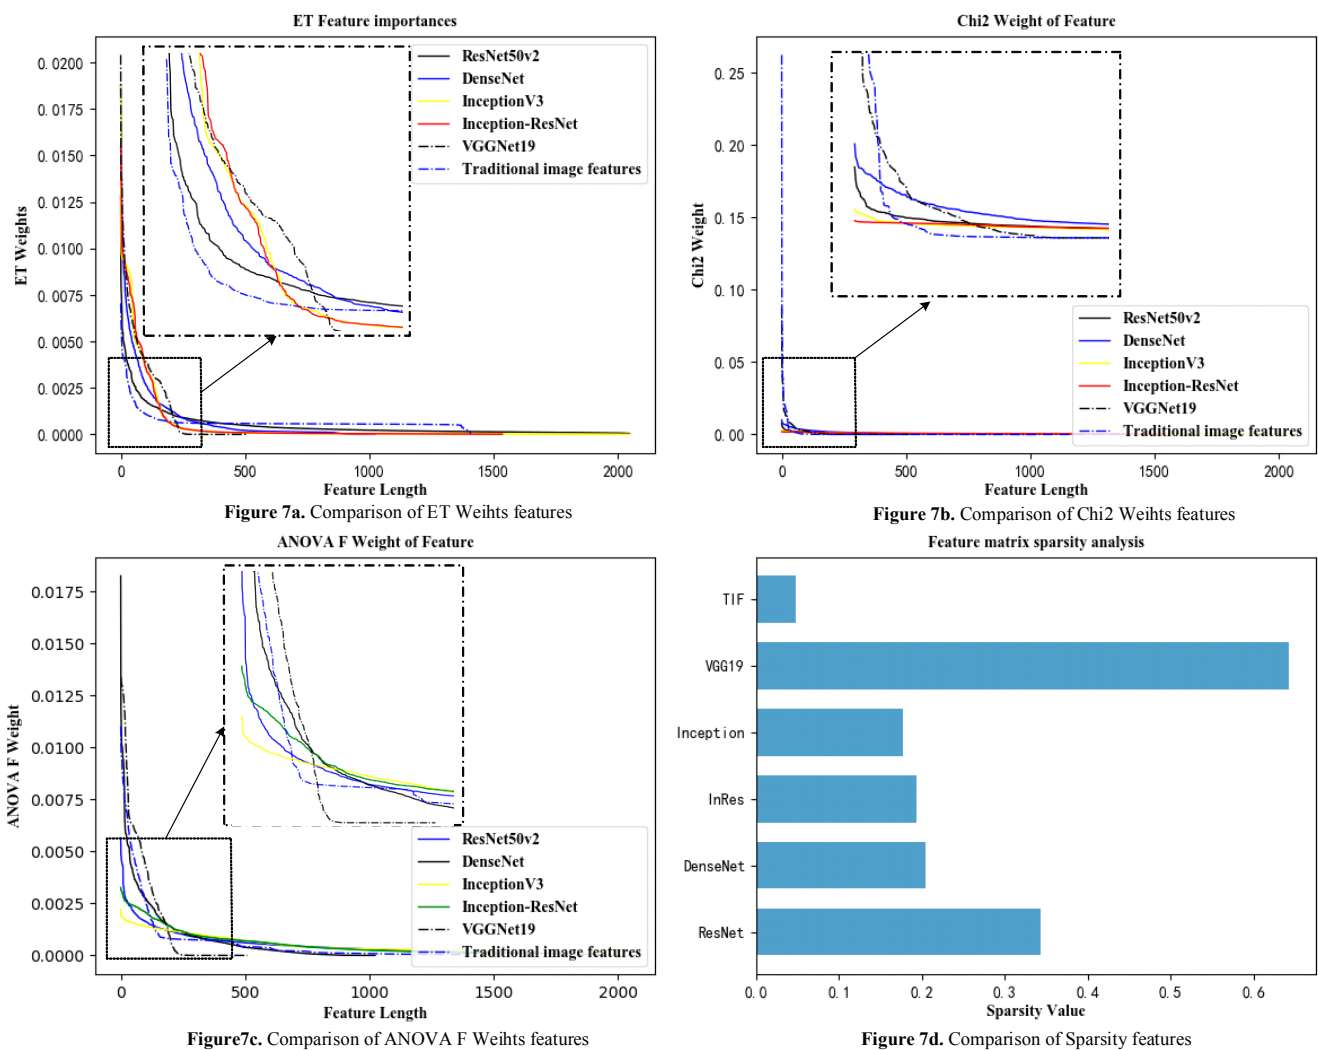 ET Feature importances
0.0200
0.0175
0.0150
0.0125
0.0100
0.0075
0.0050
0.0025
0.0000
ET Weights
ResNet50v2
DenseNet
InceptionV3
Inception-ResNet
VGGNet19
Traditional image features
0 500 1000 1500 2000
Feature Length
Figure 7a. Comparison of ET Weihts features
Chi2 Weight of Feature
0.25
0.20
0.15
0.10
0.05
0.00
Chi2 Weight
ResNet50v2
DenseNet
InceptionV3
Inception-ResNet
VGGNet19
Traditional image features
0 500 1000 1500 2000
Feature Length
Figure 7b. Comparison of Chi2 Weihts features
ANOVA F Weight of Feature
0.0175
0.0150
0.0125
0.0100
0.0075
0.0050
0.0025
0.0000
ANOVA F Weight
ResNet50v2
DenseNet
InceptionV3
Inception-ResNet
VGGNet19
Traditional image features
0 500 1000 1500 2000
Feature Length
Figure7c. Comparison of ANOVA F Weihts features
Feature matrix sparsity analysis
TIF
VGG19
Inception
InRes
DenseNet
ResNet
0.0 0.1 0.2 0.3 0.4 0.5 0.6
Sparsity Value
Figure 7d. Comparison of Sparsity features